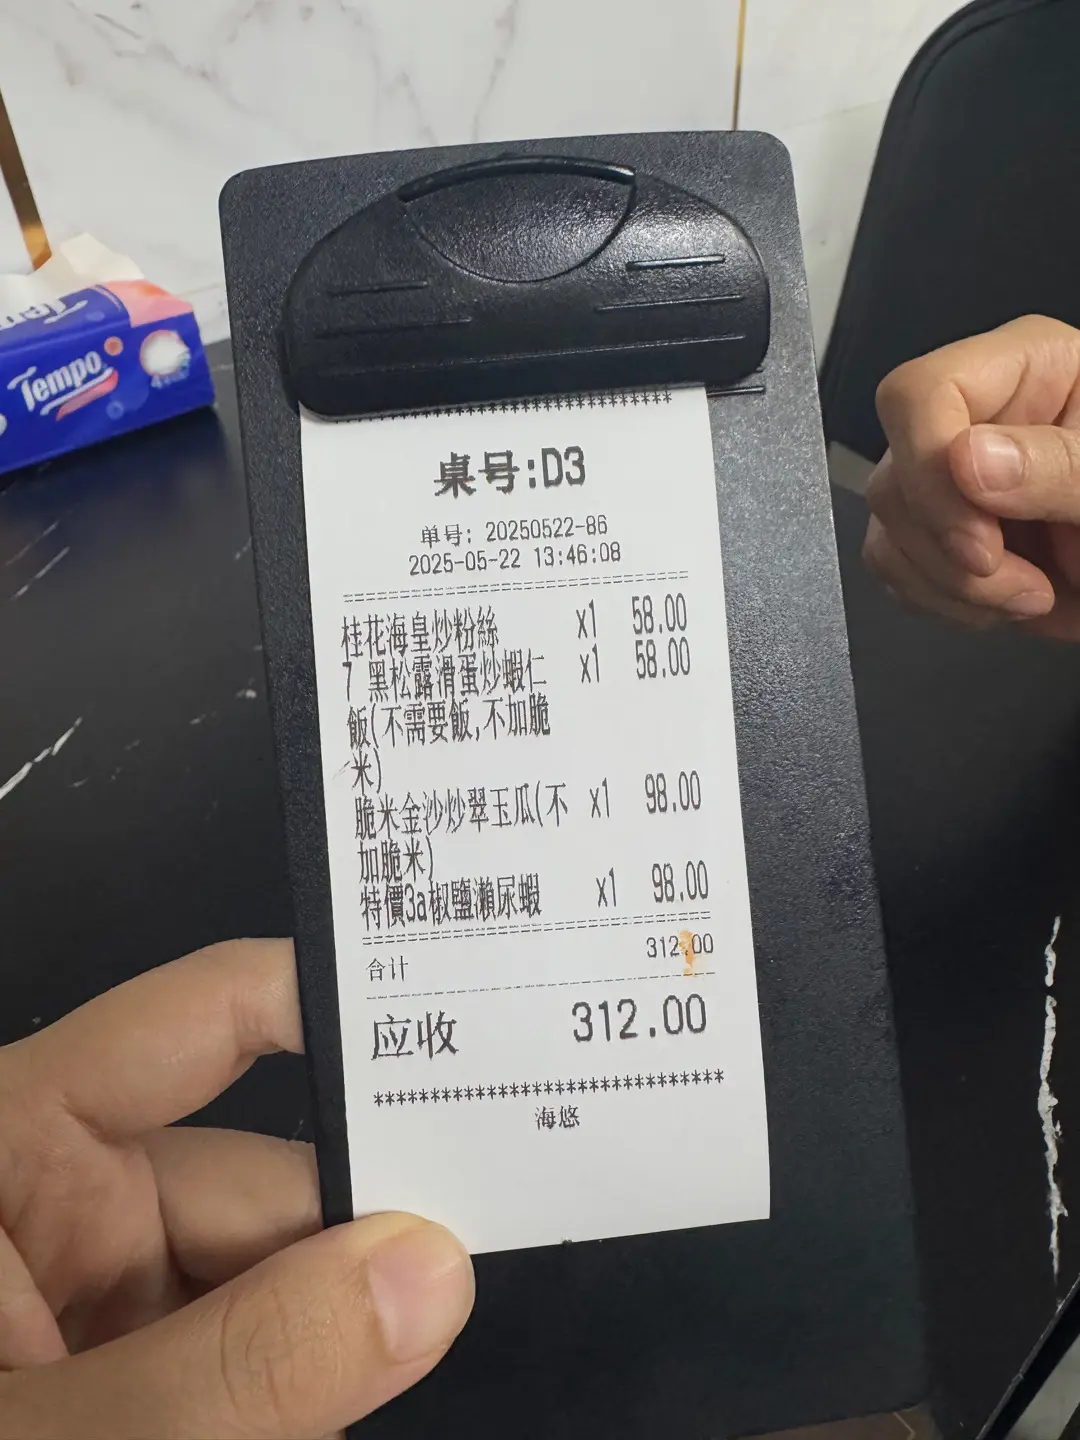 Tempo
******************************
桌号:D3
单号: 20250522-86
2025-05-22 13:46:08
桂花海皇炒粉絲 x1 58.00
7 黑松露滑蛋炒蝦仁 x1 58.00
飯(不需要飯,不加脆
米)
脆米金沙炒翠玉瓜(不 x1 98.00
加脆米)
特價3a椒鹽瀨尿蝦 x1 98.00
合计 312.00
应收 312.00
******************************
海悠